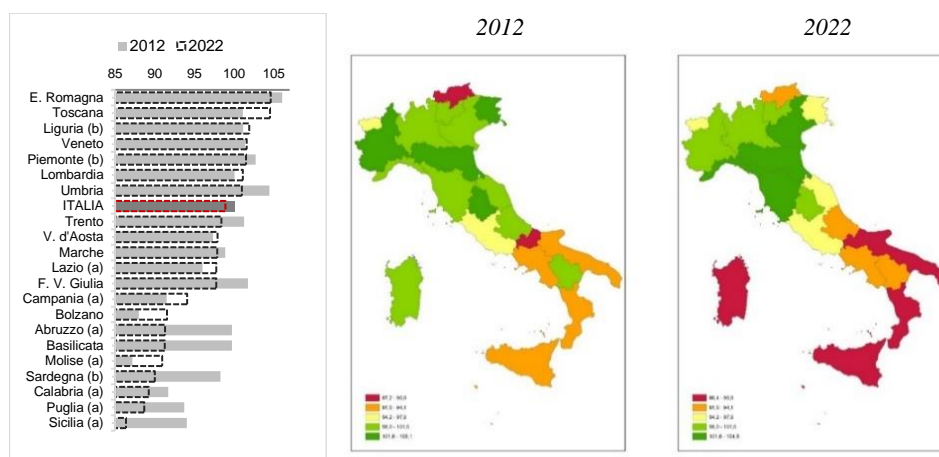 2012 2022
85 90 95 100 105
E. Romagna
Toscana
Liguria (b)
Veneto
Piemonte (b)
Lombardia
Umbria
ITALIA
Trento
V. d'Aosta
Marche
Lazio (a)
F. V. Giulia
Campania (a)
Bolzano
Abruzzo (a)
Basilicata
Molise (a)
Sardegna (b)
Calabria (a)
Puglia (a)
Sicilia (a)
2012
2022